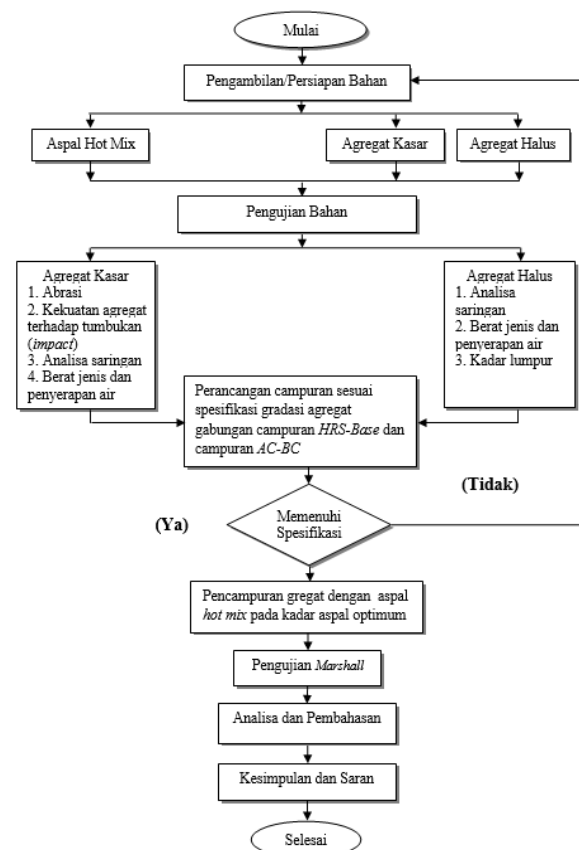 Mulai
Pengambilan/Persiapan Bahan
Aspal Hot Mix
Agregat Kasar
Agregat Halus
Pengujian Bahan
Agregat Kasar
1. Abrasi
2. Kekuatan agregat
terhadap tumbukan
(impact)
3. Analisa saringan
4. Berat jenis dan
penyerapan air
Agregat Halus
1. Analisa
saringan
2. Berat jenis dan
penyerapan air
3. Kadar lumpur
Perancangan campuran sesuai
spesifikasi gradasi agregat
gabungan campuran HRS-Base dan
campuran AC-BC
(Tidak)
(Ya)
Memenuhi
Spesifikasi
Pencampuran gregat dengan aspal
hot mix pada kadar aspal optimum
Pengujian Marshall
Analisa dan Pembahasan
Kesimpulan dan Saran
Selesai